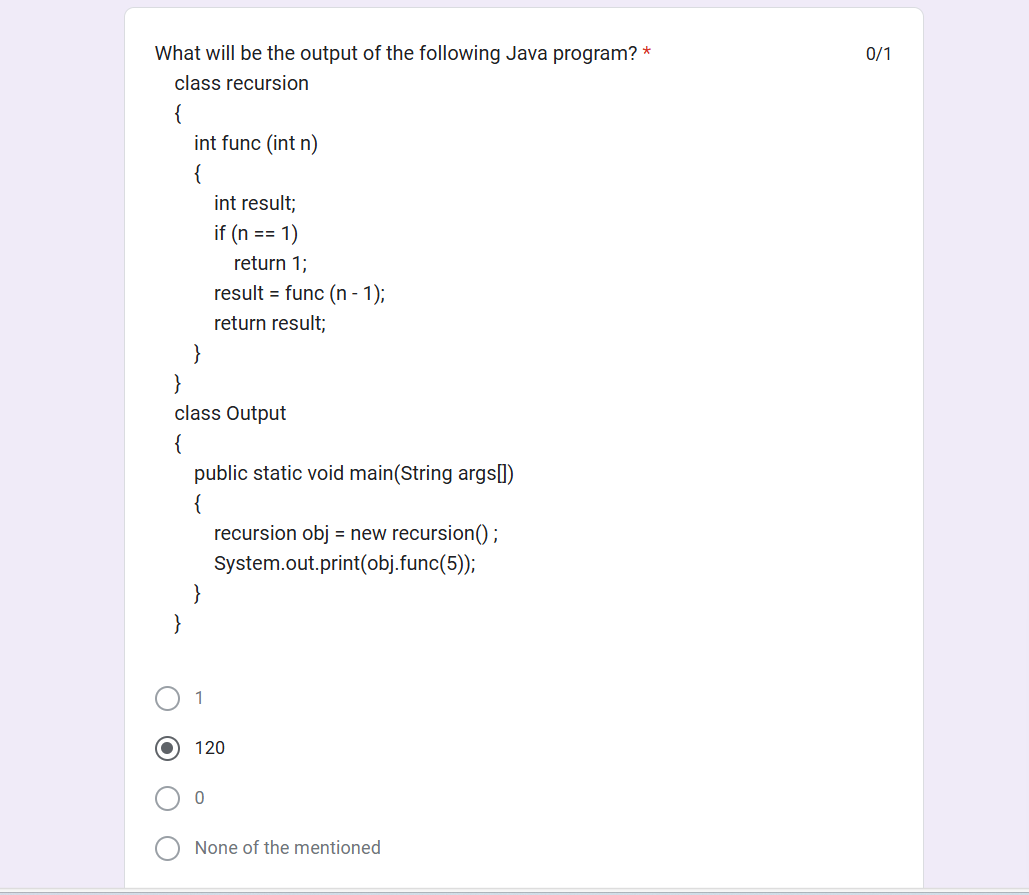 What will be the output of the following Java program? *
0/1
class recursion
{
int func (int n)
{
int result;
if (n == 1)
return 1;
result = func (n - 1);
return result;
}
}
class Output
{
public static void main(String args[])
{
recursion obj = new recursion() ;
System.out.print(obj.func(5));
}
}
1
120
0
None of the mentioned